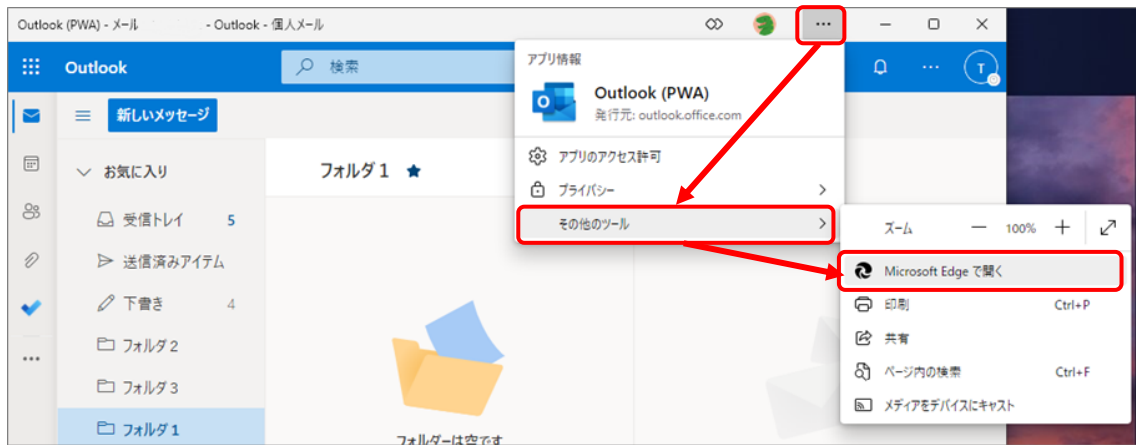 Outlook (PWA) - メール - Outlook - 個人メール
Outlook
検索
T
新しいメッセージ
お気に入り
受信トレイ 5
送信済みアイテム
下書き 4
フォルダ 2
フォルダ 3
フォルダ 1
フォルダ 1 ★
フォルダーは空です
アプリ情報
Outlook (PWA)
発行元: outlook.office.com
アプリのアクセス許可
プライバシー
その他のツール
ズーム — 100% +
Microsoft Edge で開く
印刷 Ctrl+P
共有
ページ内の検索 Ctrl+F
メディアをデバイスにキャスト